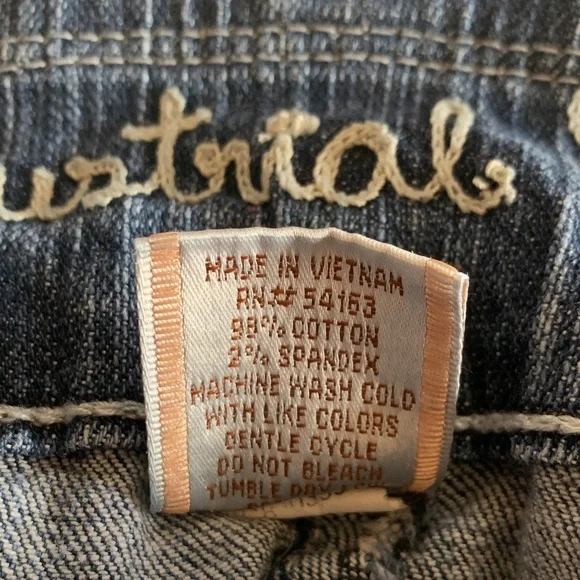 ustrial
MADE IN VIETNAM
RN# 54163
98% COTTON
2% SPANDEX
MACHINE WASH COLD
WITH LIKE COLORS
GENTLE CYCLE
DO NOT BLEACH
TUMBLE DRY